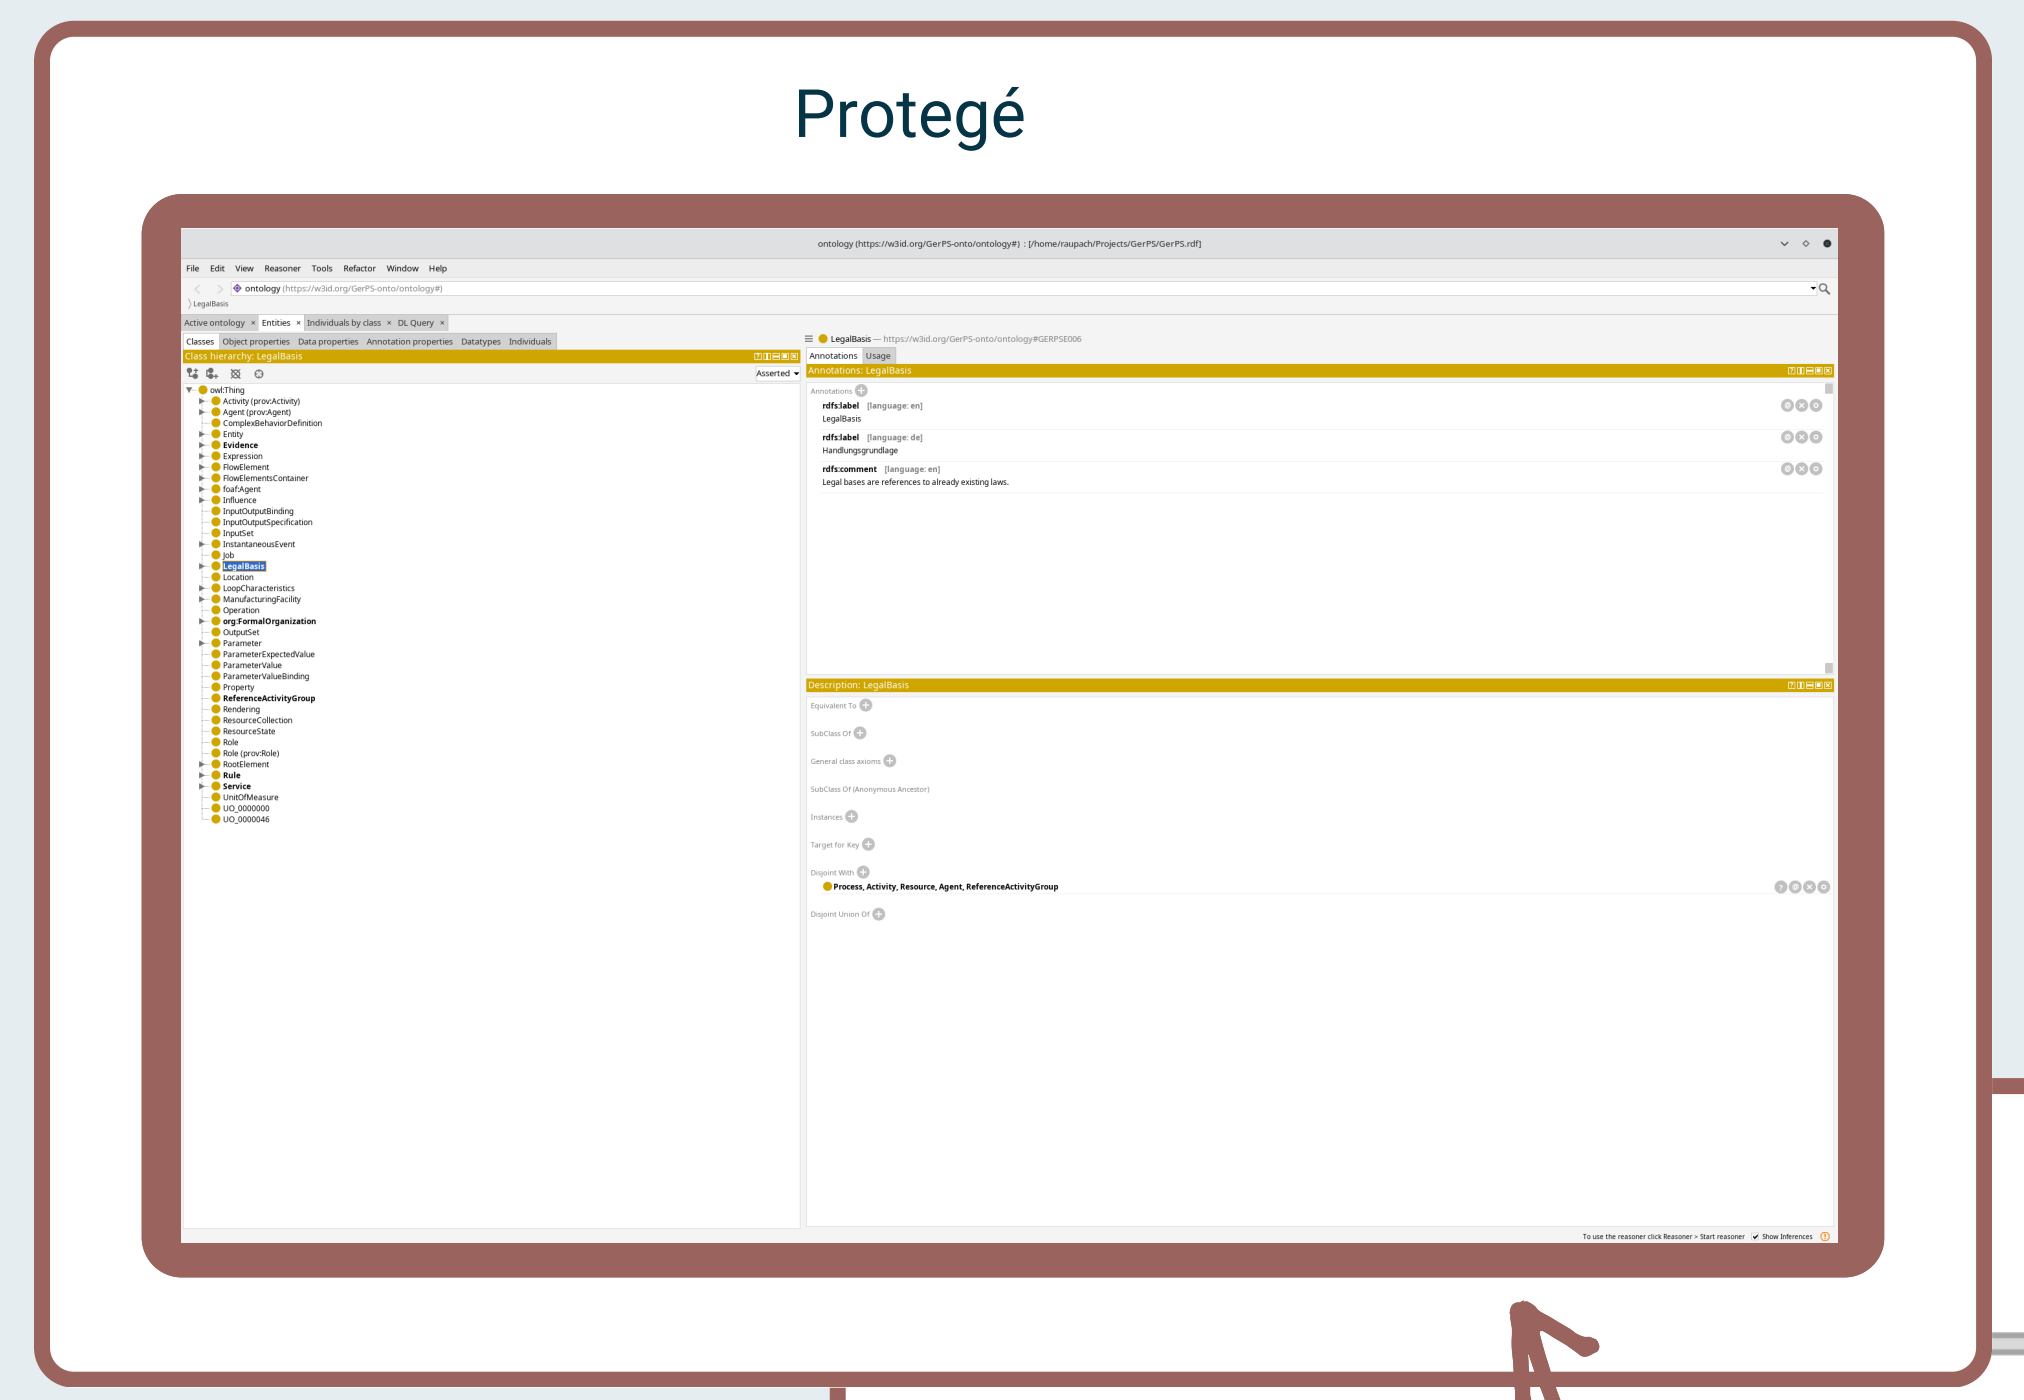 Protegé
ontology (https://w3id.org/GerPS-onto/ontology#) : [/home/raupach/Projects/GerPS/GerPS.rdf]
File Edit View Reasoner Tools Refactor Window Help
ontology (https://w3id.org/GerPS-onto/ontology#)
LegalBasis
Active ontology × Entities × Individuals by class × DL Query ×
Classes Object properties Data properties Annotation properties Datatypes Individuals
Class hierarchy: LegalBasis
Asserted
owl:Thing
Activity (prov:Activity)
Agent (prov:Agent)
ComplexBehaviorDefinition
Entity
Evidence
Expression
FlowElement
FlowElementsContainer
foaf:Agent
Influence
InputOutputBinding
InputOutputSpecification
InputSet
InstantaneousEvent
Job
LegalBasis
Location
LoopCharacteristics
ManufacturingFacility
Operation
org:FormalOrganization
OutputSet
Parameter
ParameterExpectedValue
ParameterValue
ParameterValueBinding
Property
ReferenceActivityGroup
Rendering
ResourceCollection
ResourceState
Role
Role (prov:Role)
RootElement
Rule
Service
UnitOfMeasure
UO_0000000
UO_0000046
LegalBasis — https://w3id.org/GerPS-onto/ontology#GERPSE006
Annotations Usage
Annotations: LegalBasis
Annotations
rdfs:label [language: en]
LegalBasis
rdfs:label [language: de]
Handlungsgrundlage
rdfs:comment [language: en]
Legal bases are references to already existing laws.
Description: LegalBasis
Equivalent To
SubClass Of
General class axioms
SubClass Of (Anonymous Ancestor)
Instances
Target for Key
Disjoint With
Process, Activity, Resource, Agent, ReferenceActivityGroup
Disjoint Union Of
To use the reasoner click Reasoner > Start reasoner Show Inferences